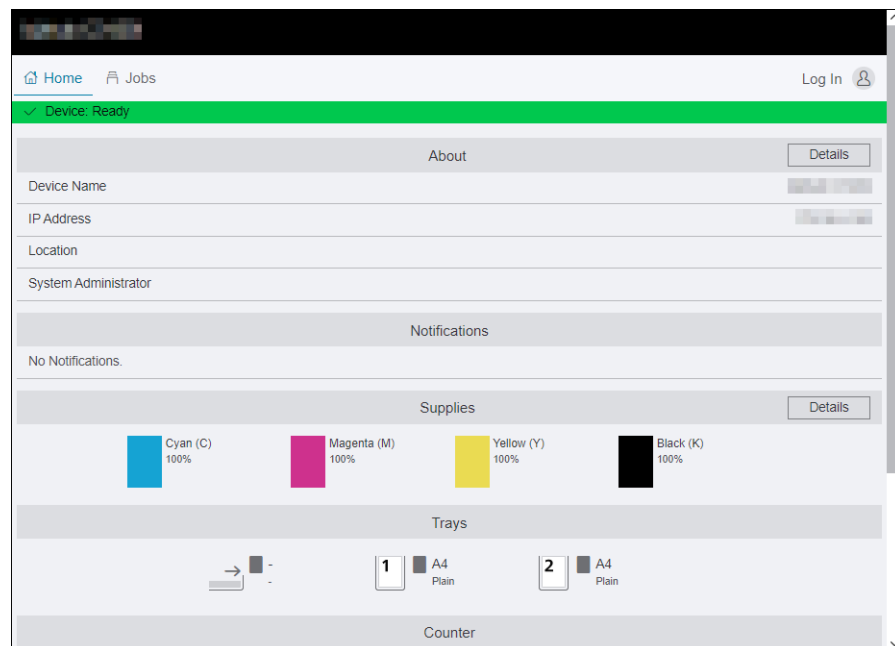 Home Jobs Log In
Device: Ready
About Details
Device Name
IP Address
Location
System Administrator
Notifications
No Notifications.
Supplies Details
Cyan (C) Magenta (M) Yellow (Y) Black (K)
100% 100% 100% 100%
Trays
- 1 A4 2 A4
- Plain Plain
Counter